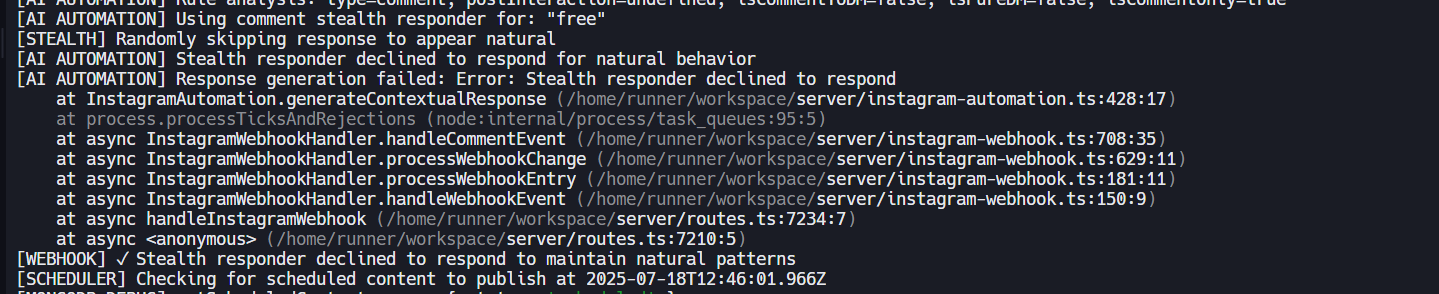 [AI AUTOMATION] Rule analysis: type=comment, postInteraction=undefined, isCommentToDM=false, isPureDM=false, isCommentOnly=true
[AI AUTOMATION] Using comment stealth responder for: "free"
[STEALTH] Randomly skipping response to appear natural
[AI AUTOMATION] Stealth responder declined to respond for natural behavior
[AI AUTOMATION] Response generation failed: Error: Stealth responder declined to respond
at InstagramAutomation.generateContextualResponse (/home/runner/workspace/server/instagram-automation.ts:428:17)
at process.processTicksAndRejections (node:internal/process/task_queues:95:5)
at async InstagramWebhookHandler.handleCommentEvent (/home/runner/workspace/server/instagram-webhook.ts:708:35)
at async InstagramWebhookHandler.processWebhookChange (/home/runner/workspace/server/instagram-webhook.ts:629:11)
at async InstagramWebhookHandler.processWebhookEntry (/home/runner/workspace/server/instagram-webhook.ts:181:11)
at async InstagramWebhookHandler.handleWebhookEvent (/home/runner/workspace/server/instagram-webhook.ts:150:9)
at async handleInstagramWebhook (/home/runner/workspace/server/routes.ts:7234:7)
at async <anonymous> (/home/runner/workspace/server/routes.ts:7210:5)
[WEBHOOK] ✓ Stealth responder declined to respond to maintain natural patterns
[SCHEDULER] Checking for scheduled content to publish at 2025-07-18T12:46:01.966Z